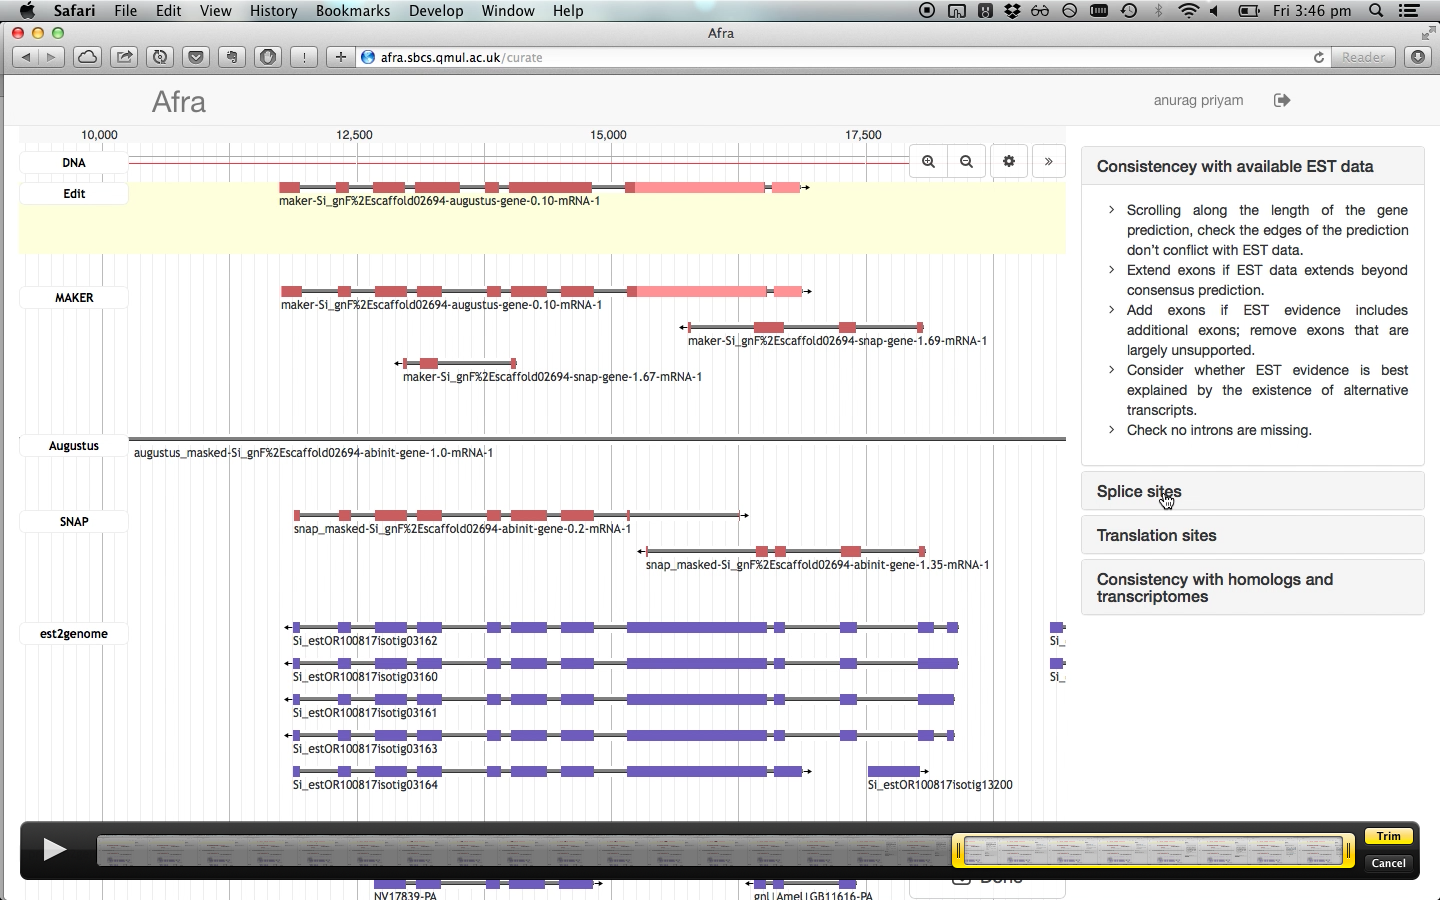 Safari File Edit View History Bookmarks Develop Window Help Fri 3:46 pm
Afra
afra.sbcs.qmul.ac.uk/curate Reader
Afra anurag priyam
10,000 12,500 15,000 17,500
DNA
Edit
maker-Si_gnF%2Escaffold02694-augustus-gene-0.10-mRNA-1
MAKER
maker-Si_gnF%2Escaffold02694-augustus-gene-0.10-mRNA-1
maker-Si_gnF%2Escaffold02694-snap-gene-1.69-mRNA-1
maker-Si_gnF%2Escaffold02694-snap-gene-1.67-mRNA-1
Augustus
augustus_masked-Si_gnF%2Escaffold02694-abinit-gene-1.0-mRNA-1
SNAP
snap_masked-Si_gnF%2Escaffold02694-abinit-gene-0.2-mRNA-1
snap_masked-Si_gnF%2Escaffold02694-abinit-gene-1.35-mRNA-1
est2genome
Si_estOR100817isotig03162
Si_
Si_estOR100817isotig03160
Si_
Si_estOR100817isotig03161
Si_estOR100817isotig03163
Si_estOR100817isotig03164
Si_estOR100817isotig13200
Consistencey with available EST data
Scrolling along the length of the gene
prediction, check the edges of the prediction
don't conflict with EST data.
Extend exons if EST data extends beyond
consensus prediction.
Add exons if EST evidence includes
additional exons; remove exons that are
largely unsupported.
Consider whether EST evidence is best
explained by the existence of alternative
transcripts.
Check no introns are missing.
Splice sites
Translation sites
Consistency with homologs and
transcriptomes
Trim
Cancel
Done
NV17839-PA
gnl|Amel|GB11616-PA